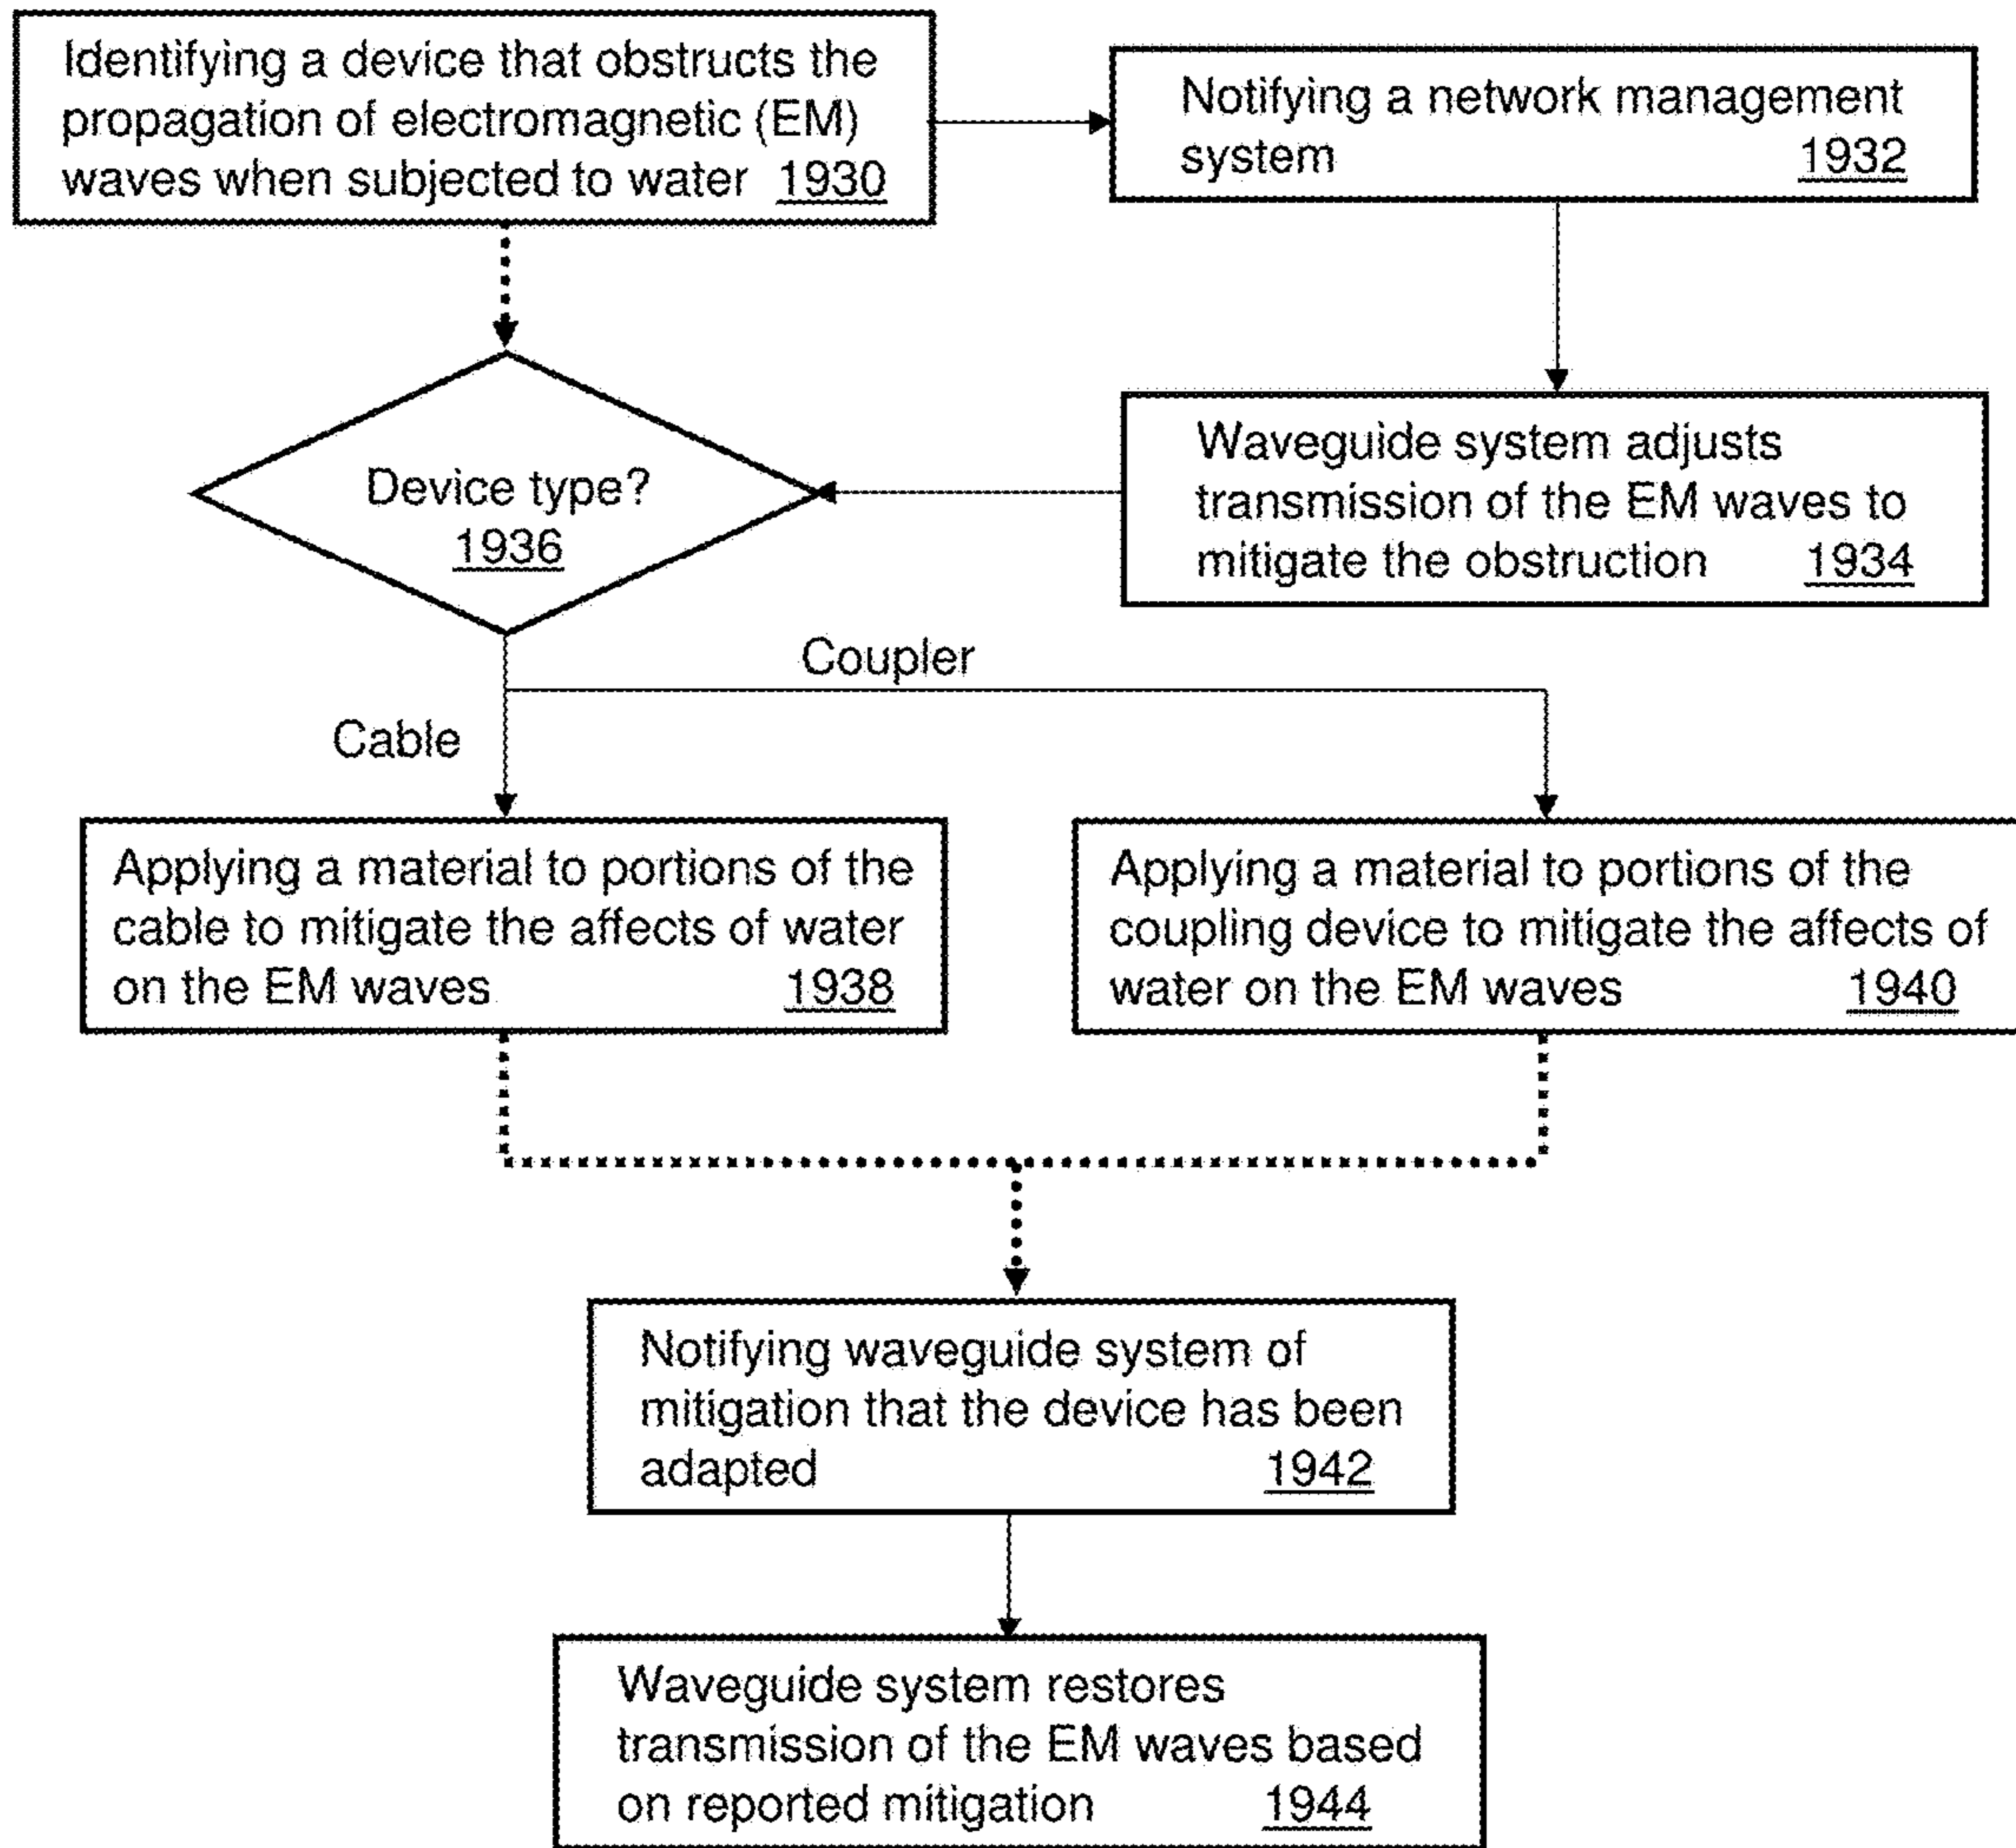 Identifying a device that obstructs the
propagation of electromagnetic (EM)
waves when subjected to water 1930
Notifying a network management
system 1932
Waveguide system adjusts
transmission of the EM waves to
mitigate the obstruction 1934
Device type?
1936
Coupler
Cable
Applying a material to portions of the
cable to mitigate the affects of water
on the EM waves 1938
Applying a material to portions of the
coupling device to mitigate the affects of
water on the EM waves 1940
Notifying waveguide system of
mitigation that the device has been
adapted 1942
Waveguide system restores
transmission of the EM waves based
on reported mitigation 1944